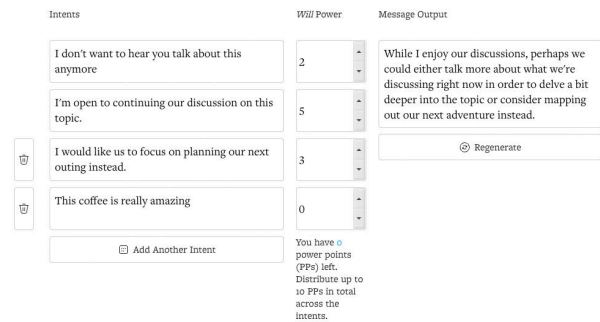 Intents
Will Power
Message Output
I don't want to hear you talk about this
anymore
2
I'm open to continuing our discussion on this
topic.
5
I would like us to focus on planning our next
outing instead.
3
This coffee is really amazing
0
Add Another Intent
You have 0
power points
(PPs) left.
Distribute up to
10 PPs in total
across the
intents.
While I enjoy our discussions, perhaps we
could either talk more about what we're
discussing right now in order to delve a bit
deeper into the topic or consider mapping
out our next adventure instead.
Regenerate